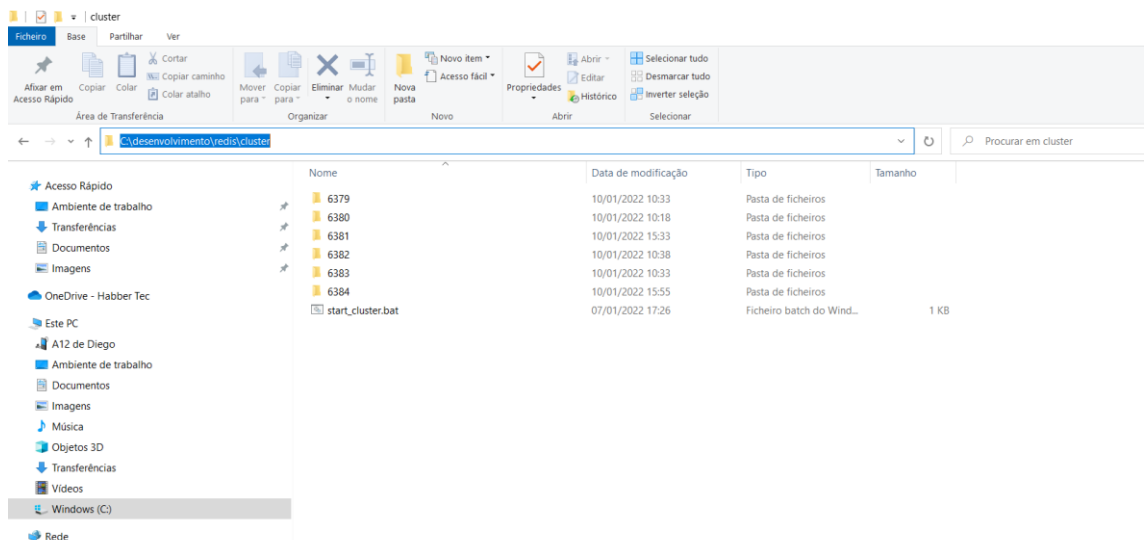 cluster
Ficheiro Base Partilhar Ver
Afixar em Acesso Rápido
Copiar
Colar
Cortar
Copiar caminho
Colar atalho
Área de Transferência
Mover para
Copiar para
Eliminar
Mudar o nome
Organizar
Nova pasta
Novo item
Acesso fácil
Novo
Propriedades
Abrir
Editar
Histórico
Abrir
Selecionar tudo
Desmarcar tudo
Inverter seleção
Selecionar
C:\desenvolvimento\redis\cluster
Procurar em cluster
Acesso Rápido
Ambiente de trabalho
Transferências
Documentos
Imagens
OneDrive - Habber Tec
Este PC
A12 de Diego
Ambiente de trabalho
Documentos
Imagens
Música
Objetos 3D
Transferências
Vídeos
Windows (C:)
Rede
Nome Data de modificação Tipo Tamanho
6379 10/01/2022 10:33 Pasta de ficheiros
6380 10/01/2022 10:18 Pasta de ficheiros
6381 10/01/2022 15:33 Pasta de ficheiros
6382 10/01/2022 10:38 Pasta de ficheiros
6383 10/01/2022 10:33 Pasta de ficheiros
6384 10/01/2022 15:55 Pasta de ficheiros
start_cluster.bat 07/01/2022 17:26 Ficheiro batch do Wind... 1 KB